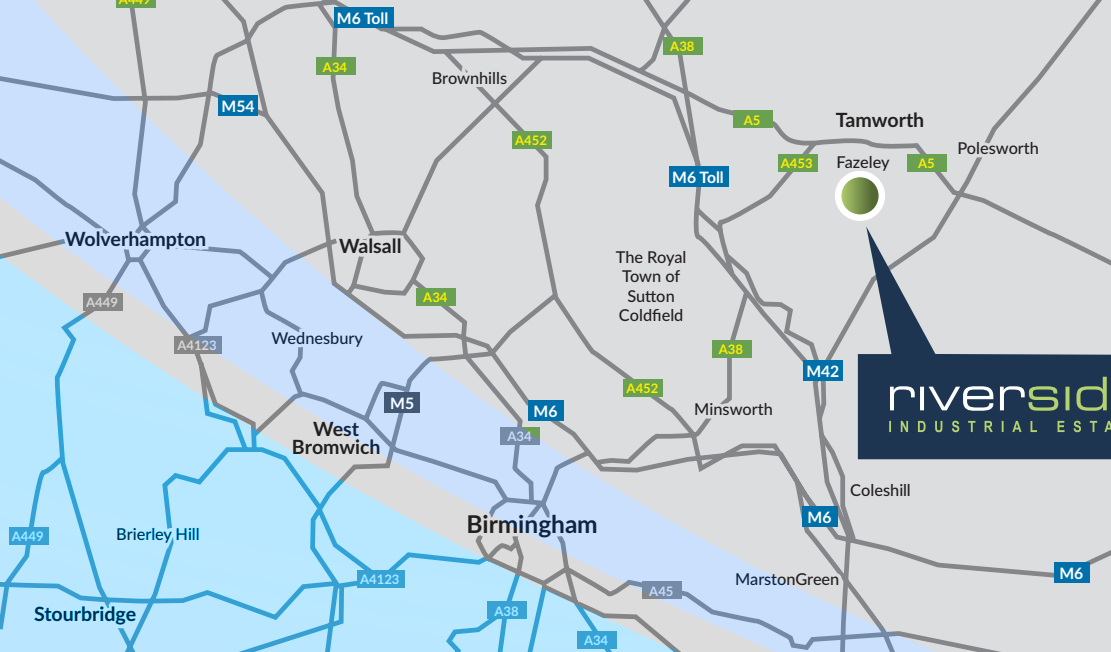 A449
M6 Toll
A38
A34
Brownhills
M54
A5
Tamworth
A452
Polesworth
A453
Fazeley
A5
M6 Toll
Wolverhampton
Walsall
The Royal
Town of
Sutton
Coldfield
A449
A34
Wednesbury
A4123
A38
M42
A452
M5
M6
Minsworth
riversid
INDUSTRIAL ESTA
West
Bromwich
A34
Coleshill
M6
Birmingham
Brierley Hill
A449
M6
A4123
MarstonGreen
A45
Stourbridge
A38
A34